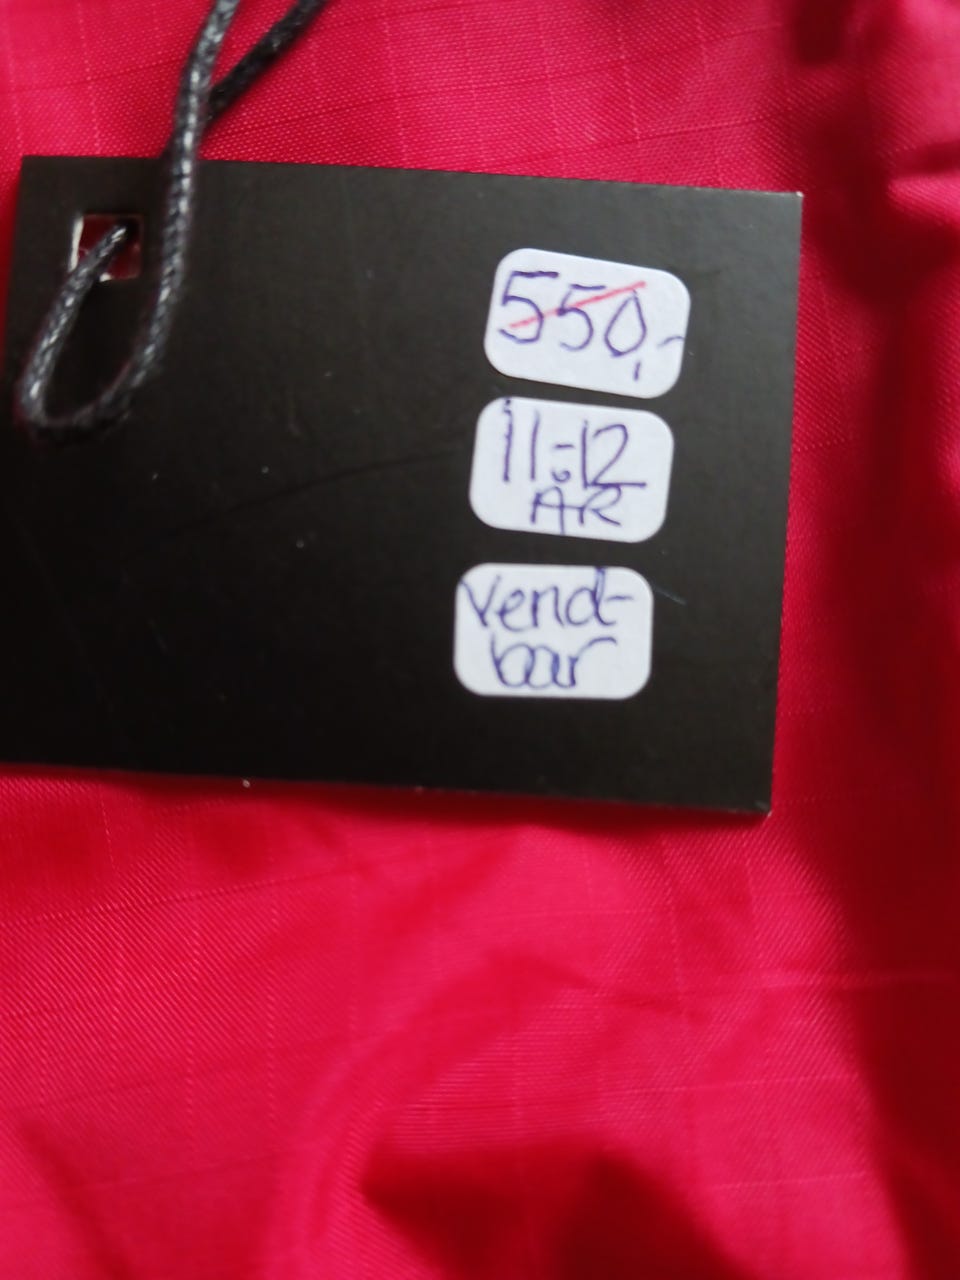 550,-
11-12
ÅR
Vend-
bar